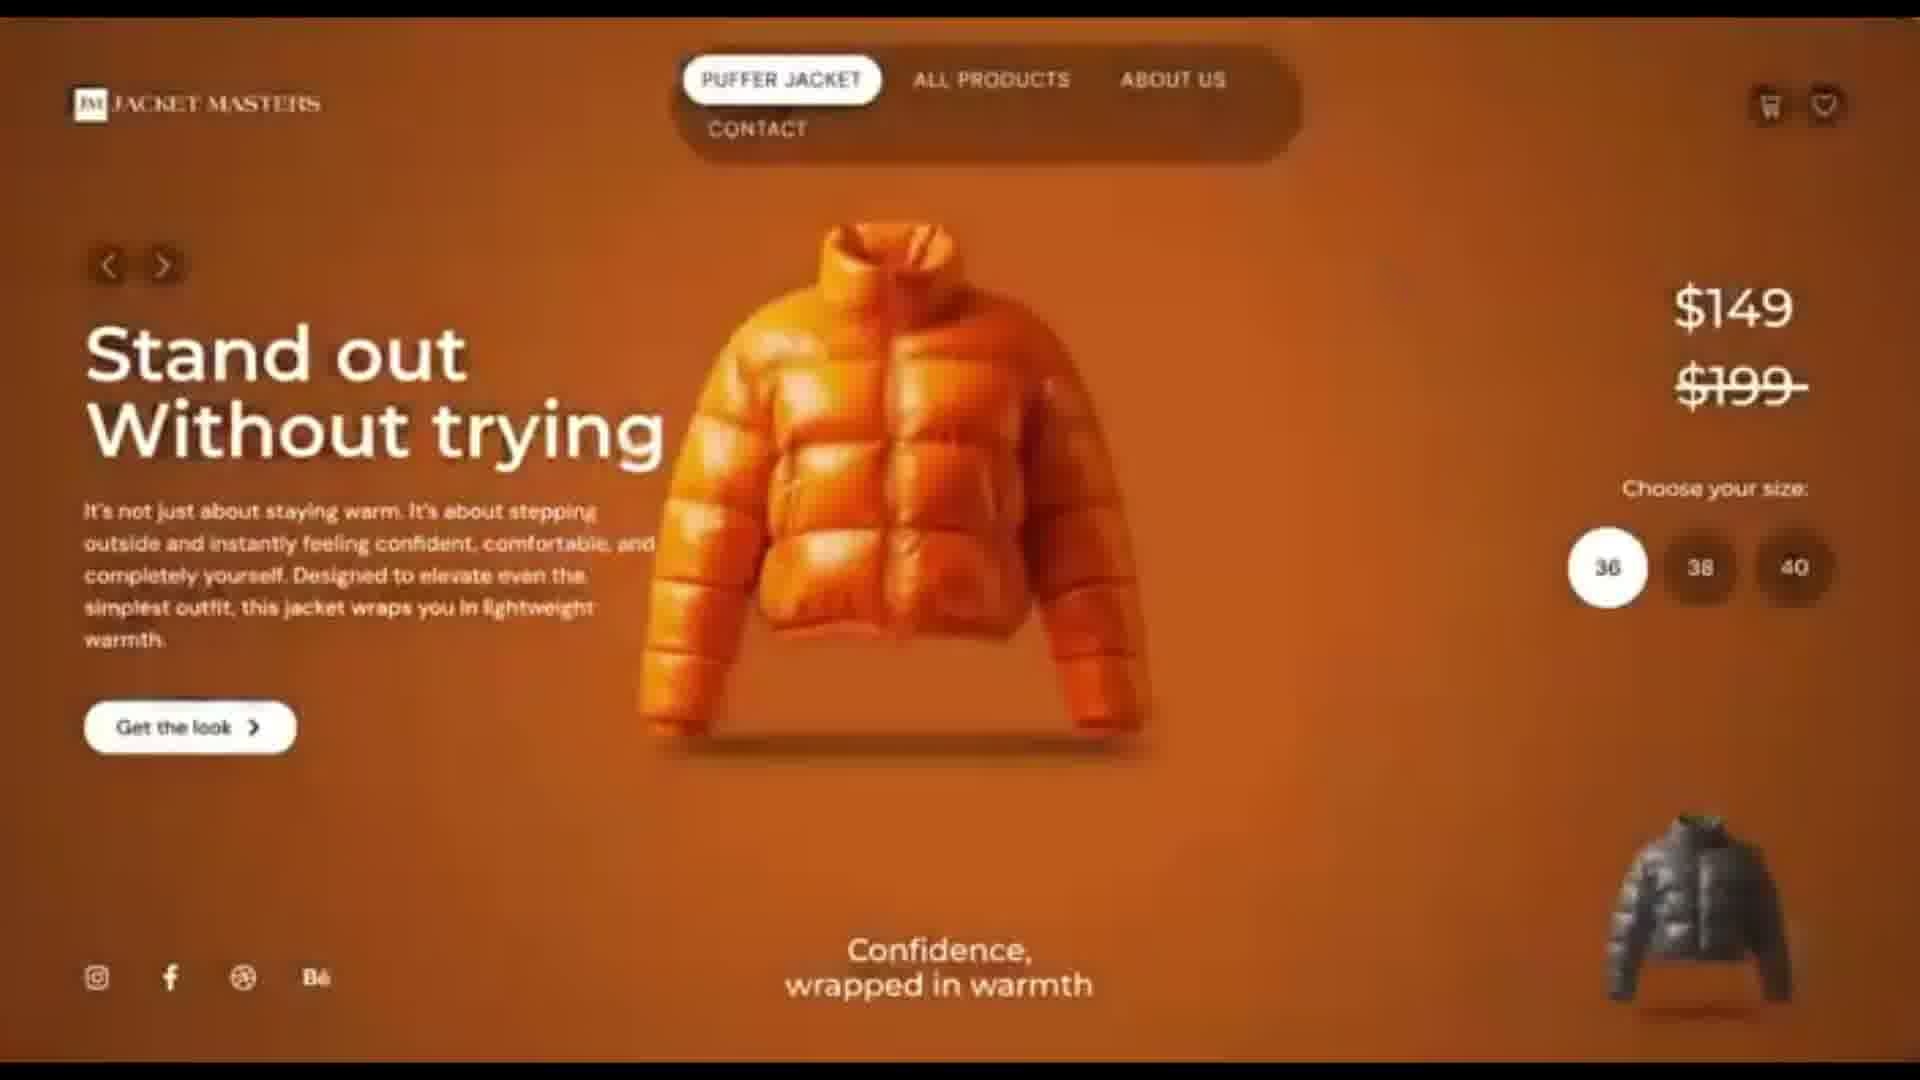 JM JACKET MASTERS
PUFFER JACKET ALL PRODUCTS ABOUT US
CONTACT
Stand out
Without trying
It's not just about staying warm. It's about stepping
outside and instantly feeling confident, comfortable, and
completely yourself. Designed to elevate even the
simplest outfit, this jacket wraps you in lightweight
warmth.
Get the look
$149
$199
Choose your size:
36 38 40
Confidence,
wrapped in warmth
Bē